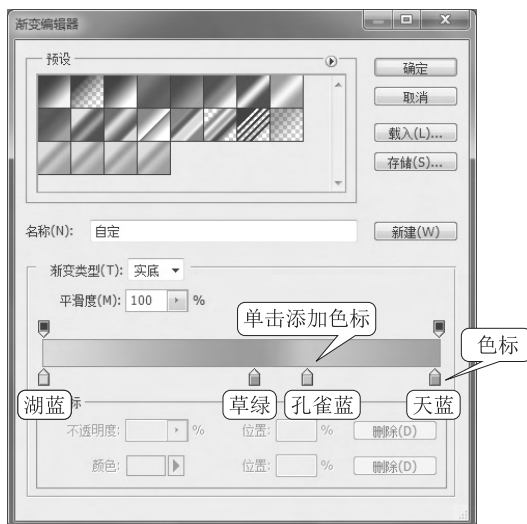 渐变编辑器
预设
确定
取消
载入(L)...
存储(S)...
名称(N): 自定
新建(W)
渐变类型(T): 实底
平滑度(M): 100 %
单击添加色标
色标
湖蓝 草绿 孔雀蓝 天蓝
标
不透明度: % 位置: % 删除(D)
颜色: 位置: % 删除(D)